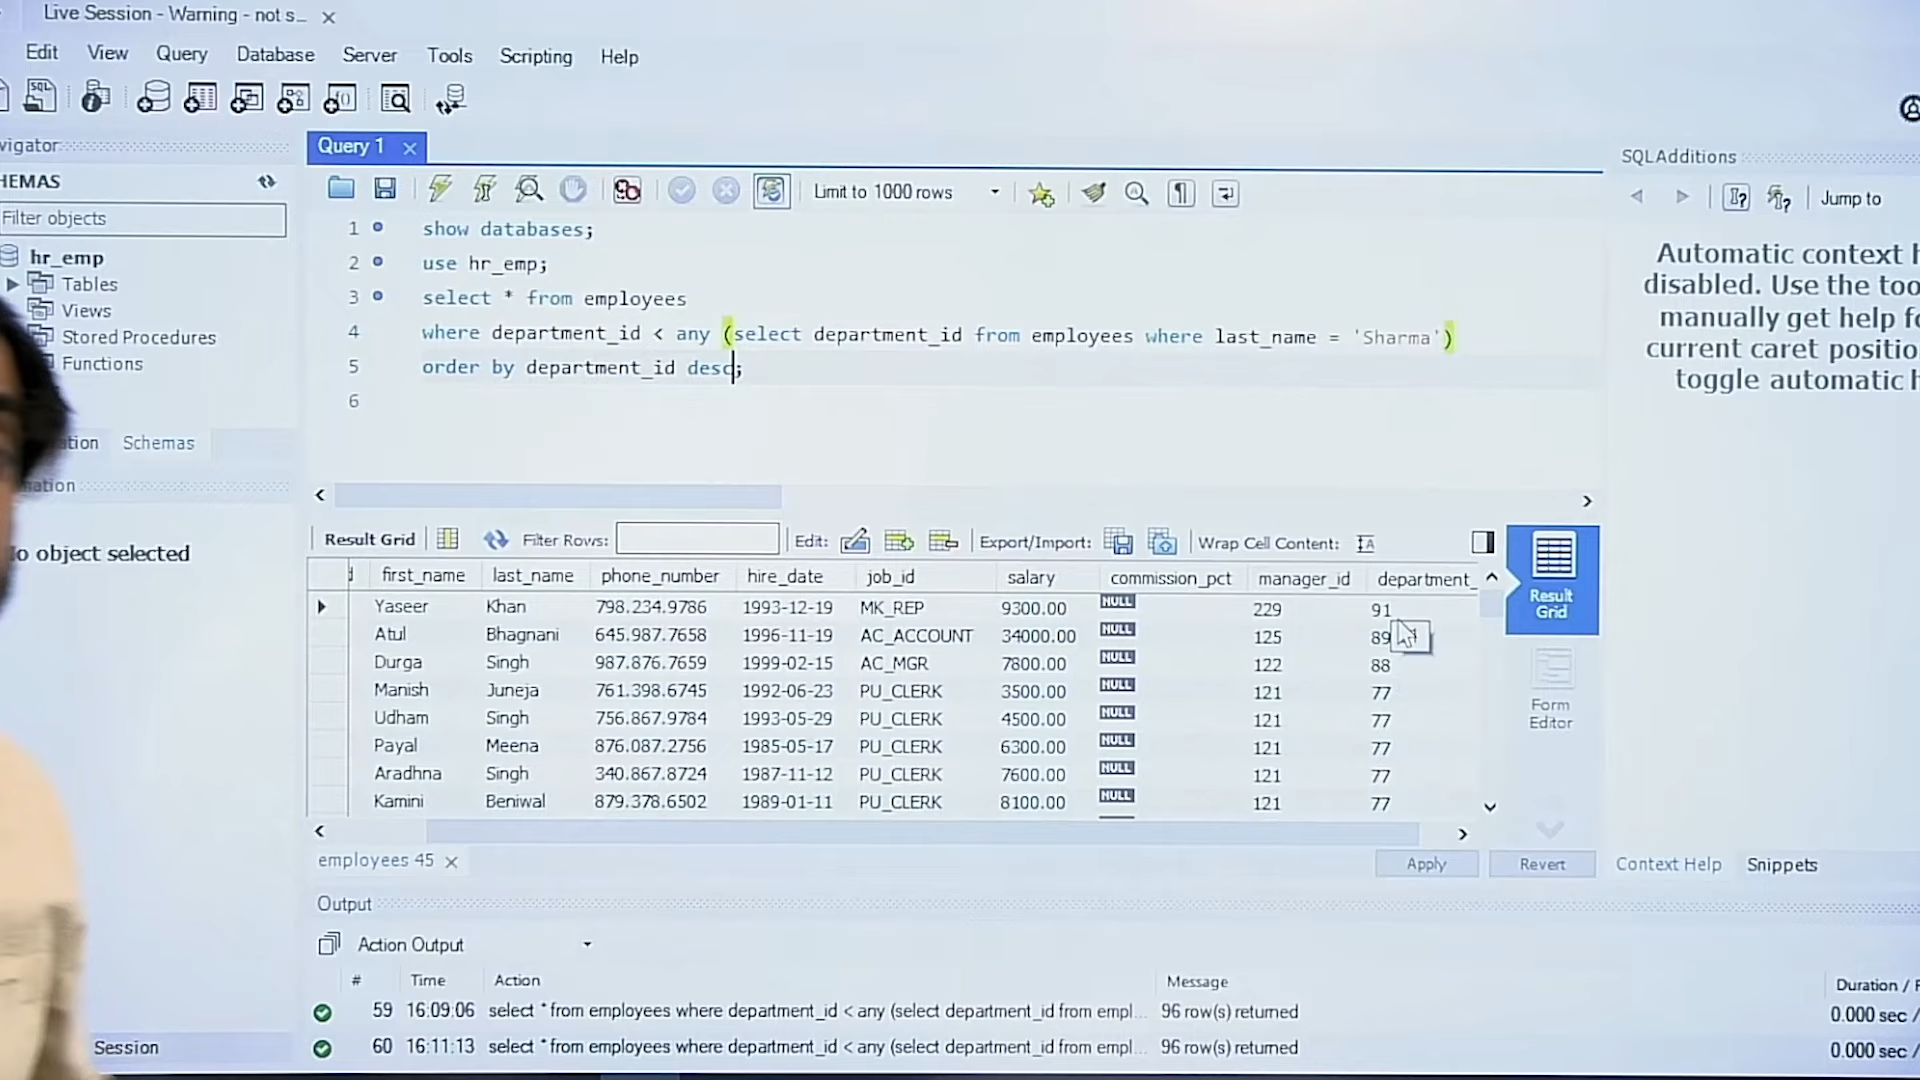 Live Session - Warning - not s...
Edit View Query Database Server Tools Scripting Help
vigator
HEMAS
Filter objects
hr_emp
Tables
Views
Stored Procedures
Functions
tion Schemas
mation
o object selected
Session
Query 1
Limit to 1000 rows
1 show databases;
2 use hr_emp;
3 select * from employees
4 where department_id < any (select department_id from employees where last_name = 'Sharma')
5 order by department_id desc;
6
SQLAdditions
Jump to
Automatic context h
disabled. Use the too
manually get help fo
current caret positio
toggle automatic h
Result Grid Filter Rows: Edit: Export/Import: Wrap Cell Content:
first_name last_name phone_number hire_date job_id salary commission_pct manager_id department_
Yaseer Khan 798.234.9786 1993-12-19 MK_REP 9300.00 NULL 229 91
Atul Bhagnani 645.987.7658 1996-11-19 AC_ACCOUNT 34000.00 NULL 125 89
Durga Singh 987.876.7659 1999-02-15 AC_MGR 7800.00 NULL 122 88
Manish Juneja 761.398.6745 1992-06-23 PU_CLERK 3500.00 NULL 121 77
Udham Singh 756.867.9784 1993-05-29 PU_CLERK 4500.00 NULL 121 77
Payal Meena 876.087.2756 1985-05-17 PU_CLERK 6300.00 NULL 121 77
Aradhna Singh 340.867.8724 1987-11-12 PU_CLERK 7600.00 NULL 121 77
Kamini Beniwal 879.378.6502 1989-01-11 PU_CLERK 8100.00 NULL 121 77
Result
Grid
Form
Editor
employees 45
Apply Revert
Context Help Snippets
Output
Action Output
# Time Action Message Duration / F
59 16:09:06 select * from employees where department_id < any (select department_id from empl... 96 row(s) returned 0.000 sec /
60 16:11:13 select * from employees where department_id < any (select department_id from empl... 96 row(s) returned 0.000 sec /